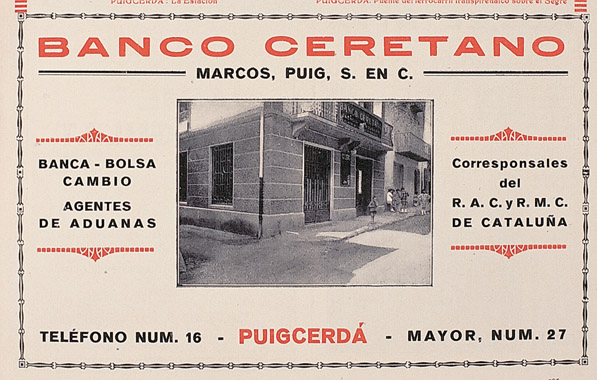 PUIGCERDÁ : La Estación
PUIGCERDÁ. Puente del ferrocarril transpirenaico sobre el Segre
BANCO CERETANO
MARCOS, PUIG, S. EN C.
BANCA - BOLSA
CAMBIO
AGENTES
DE ADUANAS
Corresponsales
del
R. A. C. y R. M. C.
DE CATALUÑA
TELÉFONO NUM. 16 - PUIGCERDÁ - MAYOR, NUM. 27